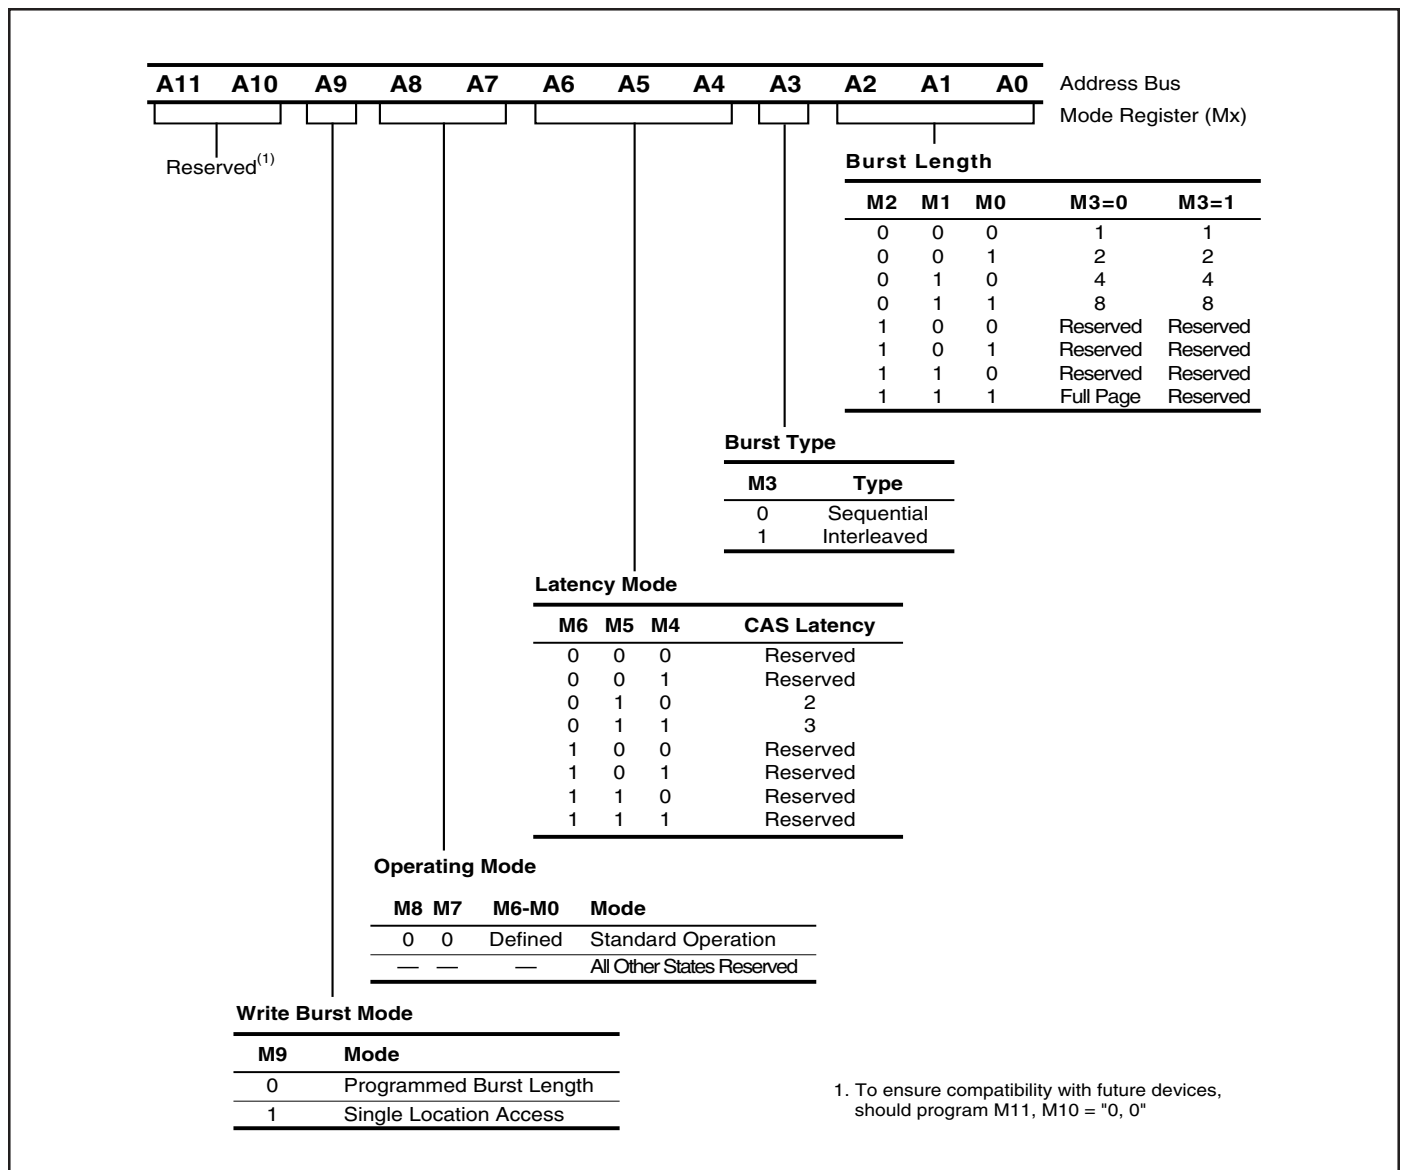 A11 A10 A9 A8 A7 A6 A5 A4 A3 A2 A1 A0 Address Bus
Mode Register (Mx)
Reserved(1)
Burst Length
M2 M1 M0 M3=0 M3=1
0 0 0 1 1
0 0 1 2 2
0 1 0 4 4
0 1 1 8 8
1 0 0 Reserved Reserved
1 0 1 Reserved Reserved
1 1 0 Reserved Reserved
1 1 1 Full Page Reserved
Burst Type
M3 Type
0 Sequential
1 Interleaved
Latency Mode
M6 M5 M4 CAS Latency
0 0 0 Reserved
0 0 1 Reserved
0 1 0 2
0 1 1 3
1 0 0 Reserved
1 0 1 Reserved
1 1 0 Reserved
1 1 1 Reserved
Operating Mode
M8 M7 M6-M0 Mode
0 0 Defined Standard Operation
— — — All Other States Reserved
Write Burst Mode
M9 Mode
0 Programmed Burst Length
1 Single Location Access
1. To ensure compatibility with future devices,
should program M11, M10 = "0, 0"